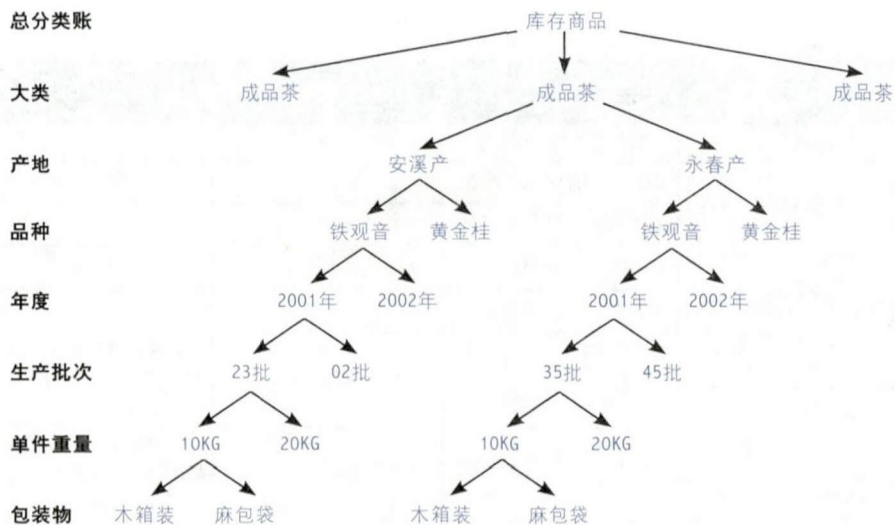 总分类账 库存商品
大类 成品茶 成品茶 成品茶
产地 安溪产 永春产
品种 铁观音 黄金桂 铁观音 黄金桂
年度 2001年 2002年 2001年 2002年
生产批次 23批 02批 35批 45批
单件重量 10KG 20KG 10KG 20KG
包装物 木箱装 麻包袋 木箱装 麻包袋